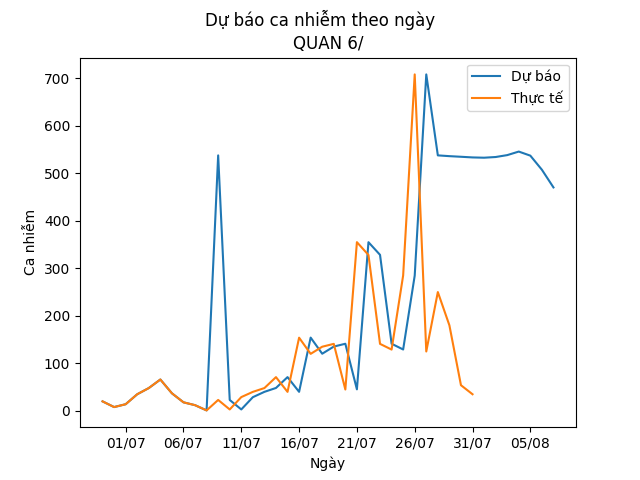 Dự báo ca nhiễm theo ngày
QUAN 6/
Dự báo
Thực tế
Ca nhiễm
700
600
500
400
300
200
100
0
01/07 06/07 11/07 16/07 21/07 26/07 31/07 05/08
Ngày